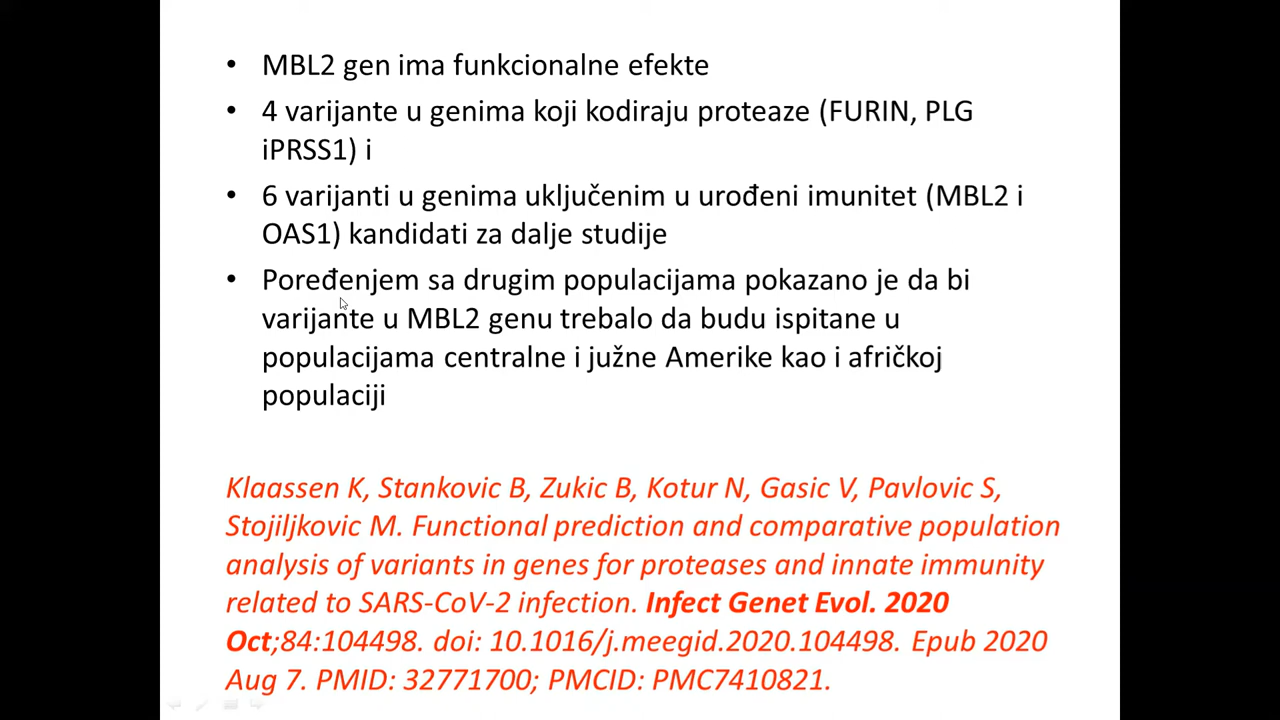 • MBL2 gen ima funkcionalne efekte
• 4 varijante u genima koji kodiraju proteaze (FURIN, PLG
iPRSS1) i
• 6 varijanti u genima uključenim u urođeni imunitet (MBL2 i
OAS1) kandidati za dalje studije
• Poređenjem sa drugim populacijama pokazano je da bi
varijante u MBL2 genu trebalo da budu ispitane u
populacijama centralne i južne Amerike kao i afričkoj
populaciji
Klaassen K, Stankovic B, Zukic B, Kotur N, Gasic V, Pavlovic S,
Stojiljkovic M. Functional prediction and comparative population
analysis of variants in genes for proteases and innate immunity
related to SARS-CoV-2 infection. Infect Genet Evol. 2020
Oct;84:104498. doi: 10.1016/j.meegid.2020.104498. Epub 2020
Aug 7. PMID: 32771700; PMCID: PMC7410821.